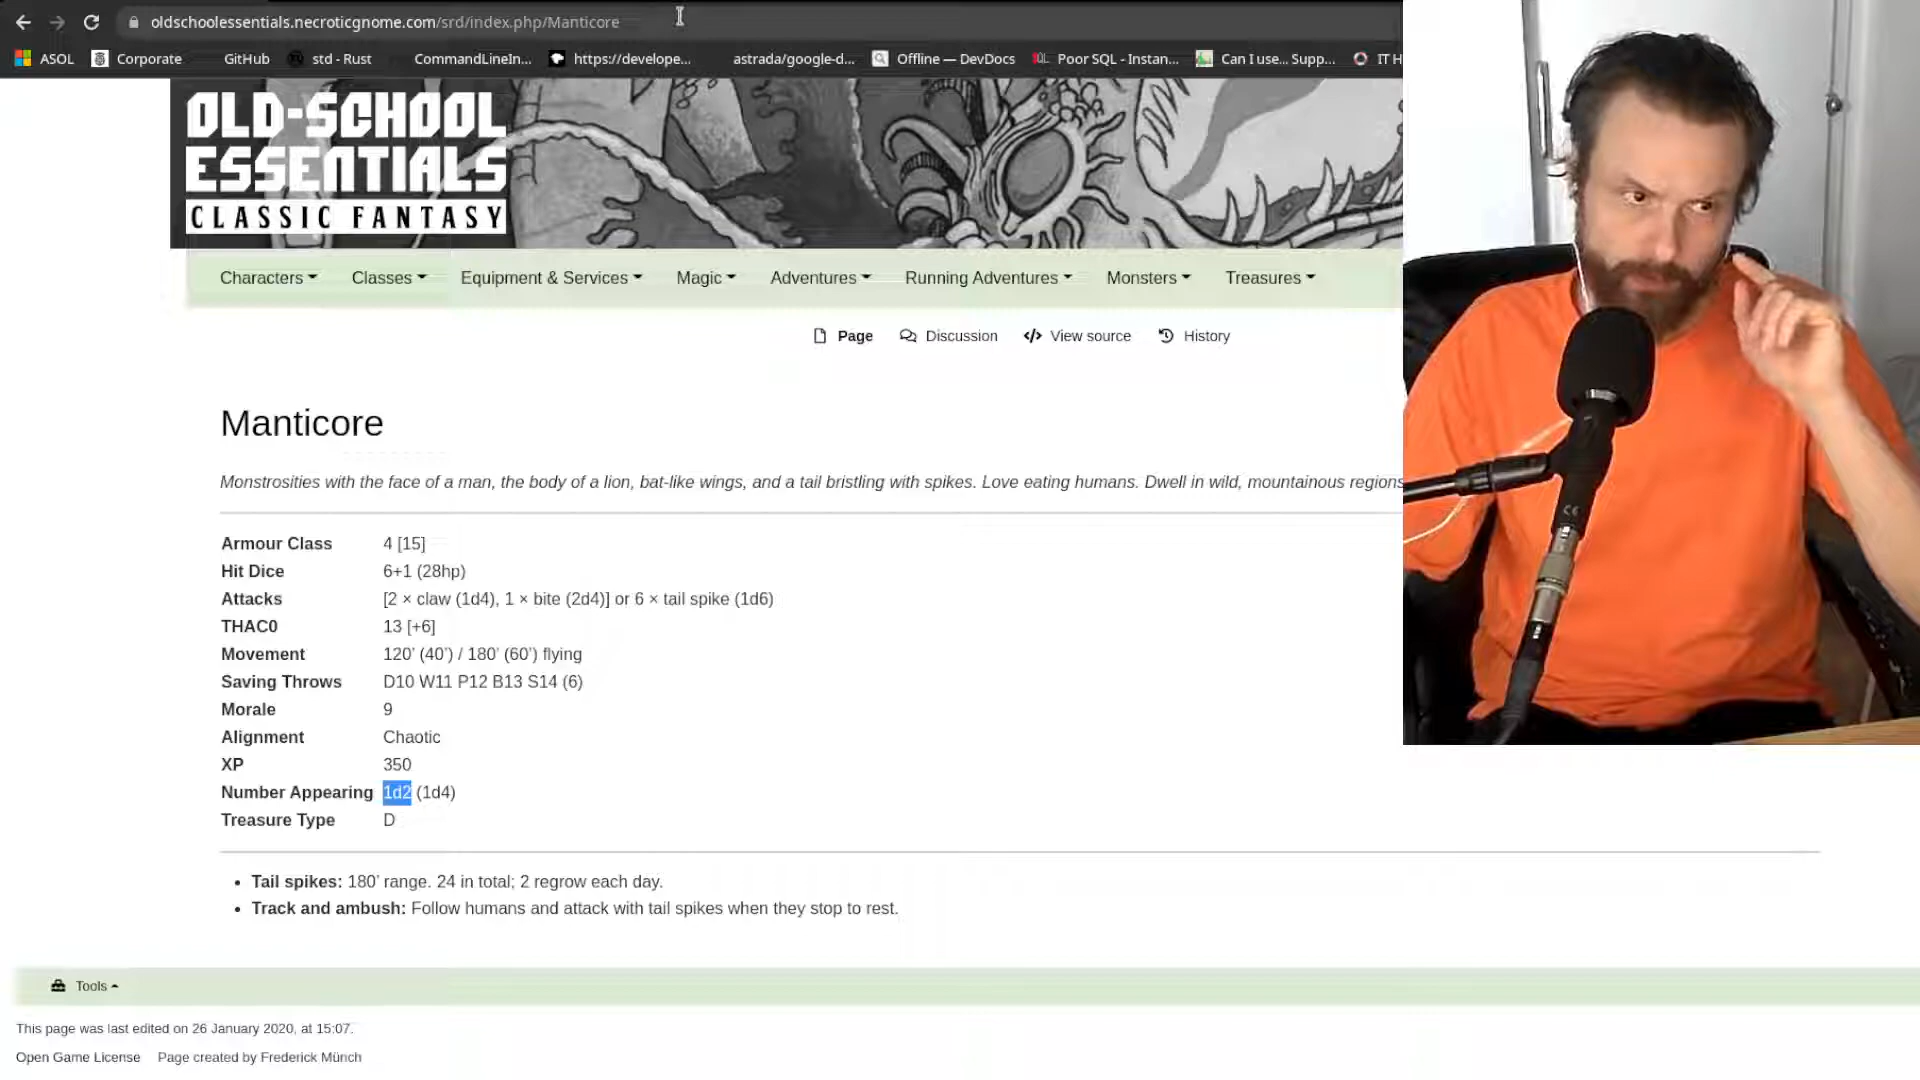 oldschoolessentials.necroticgnome.com/srd/index.php/Manticore
ASOL Corporate GitHub std - Rust CommandLineIn... https://develope... astrada/google-d... Offline — DevDocs Poor SQL - Instan... Can I use... Supp... IT H
OLD-SCHOOL
ESSENTIALS
CLASSIC FANTASY
Characters Classes Equipment & Services Magic Adventures Running Adventures Monsters Treasures
Page Discussion View source History
Manticore
Monstrosities with the face of a man, the body of a lion, bat-like wings, and a tail bristling with spikes. Love eating humans. Dwell in wild, mountainous regions
Armour Class 4 [15]
Hit Dice 6+1 (28hp)
Attacks [2 × claw (1d4), 1 × bite (2d4)] or 6 × tail spike (1d6)
THAC0 13 [+6]
Movement 120’ (40’) / 180’ (60’) flying
Saving Throws D10 W11 P12 B13 S14 (6)
Morale 9
Alignment Chaotic
XP 350
Number Appearing 1d2 (1d4)
Treasure Type D
• Tail spikes: 180’ range. 24 in total; 2 regrow each day.
• Track and ambush: Follow humans and attack with tail spikes when they stop to rest.
Tools
This page was last edited on 26 January 2020, at 15:07.
Open Game License Page created by Frederick Münch
CE